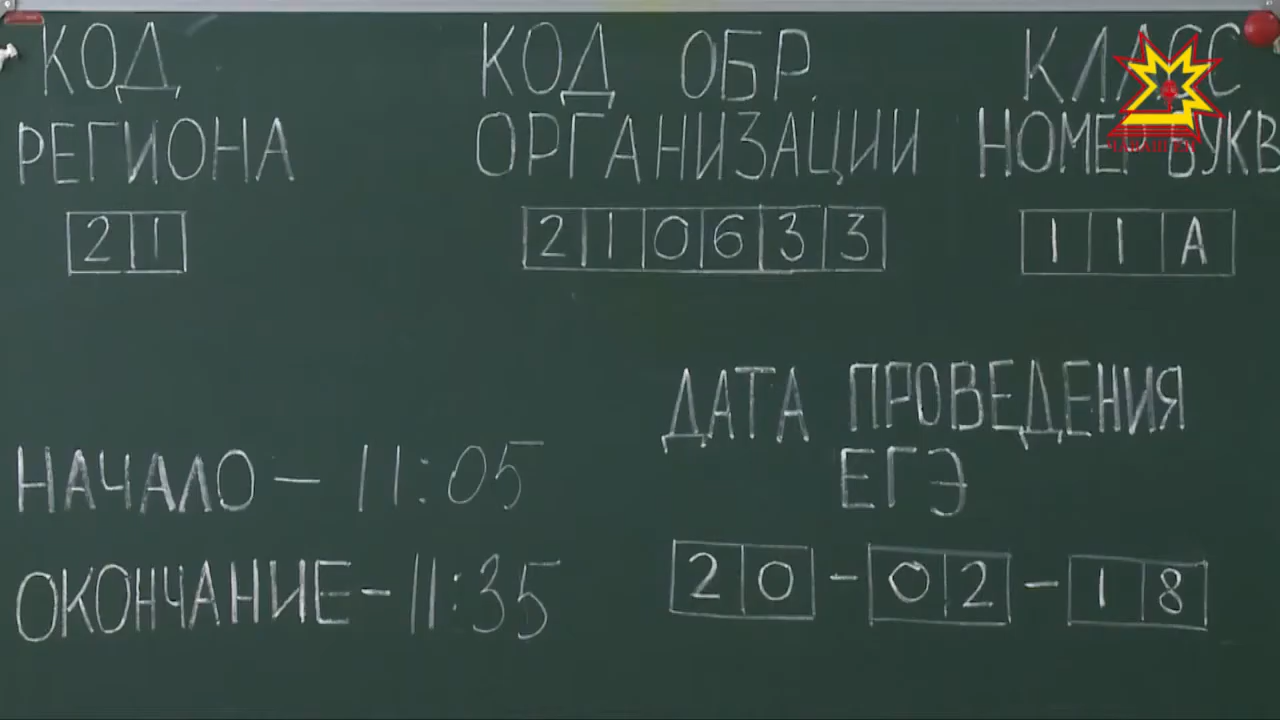 КОД
РЕГИОНА
21
КОД ОБР.
ОРГАНИЗАЦИИ
210633
КЛАСС
НОМЕР БУКВ
11А
НАЧАЛО – 11:05
ОКОНЧАНИЕ – 11:35
ДАТА ПРОВЕДЕНИЯ
ЕГЭ
20 - 02 - 18